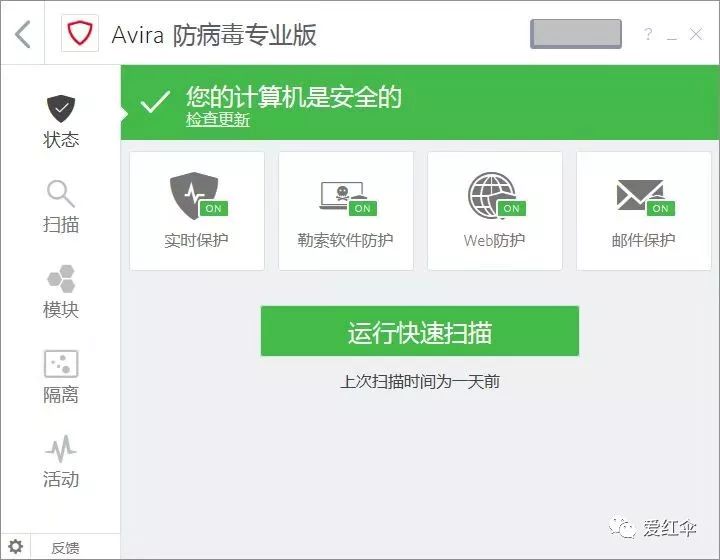 Avira 防病毒专业版
?
状态
扫描
模块
隔离
活动
反馈
您的计算机是安全的
检查更新
ON
实时保护
ON
勒索软件防护
ON
Web防护
ON
邮件保护
运行快速扫描
上次扫描时间为一天前
爱红伞